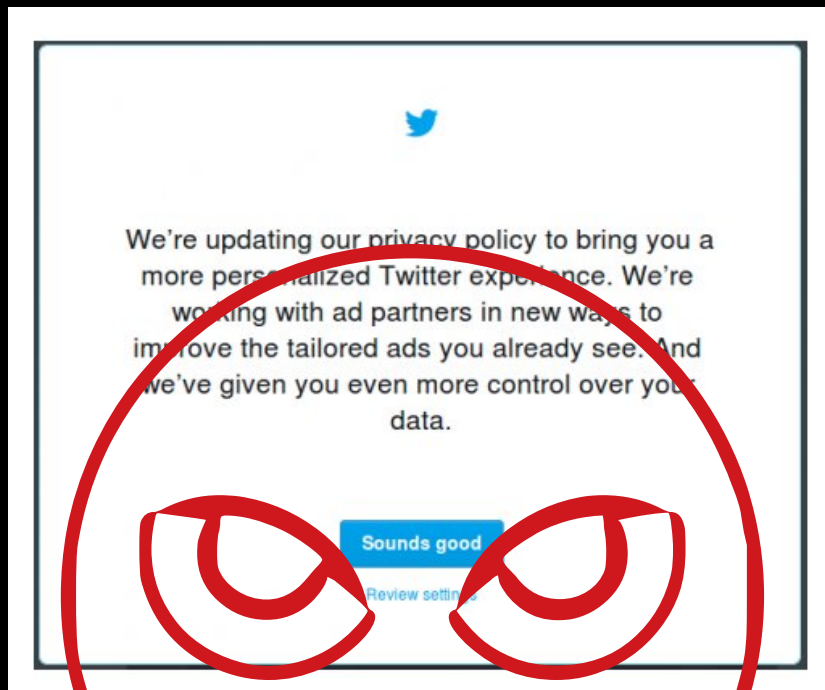 We're updating our privacy policy to bring you a
more personalized Twitter experience. We're
working with ad partners in new ways to
improve the tailored ads you already see. And
we've given you even more control over your
data.
Sounds good
Review settings